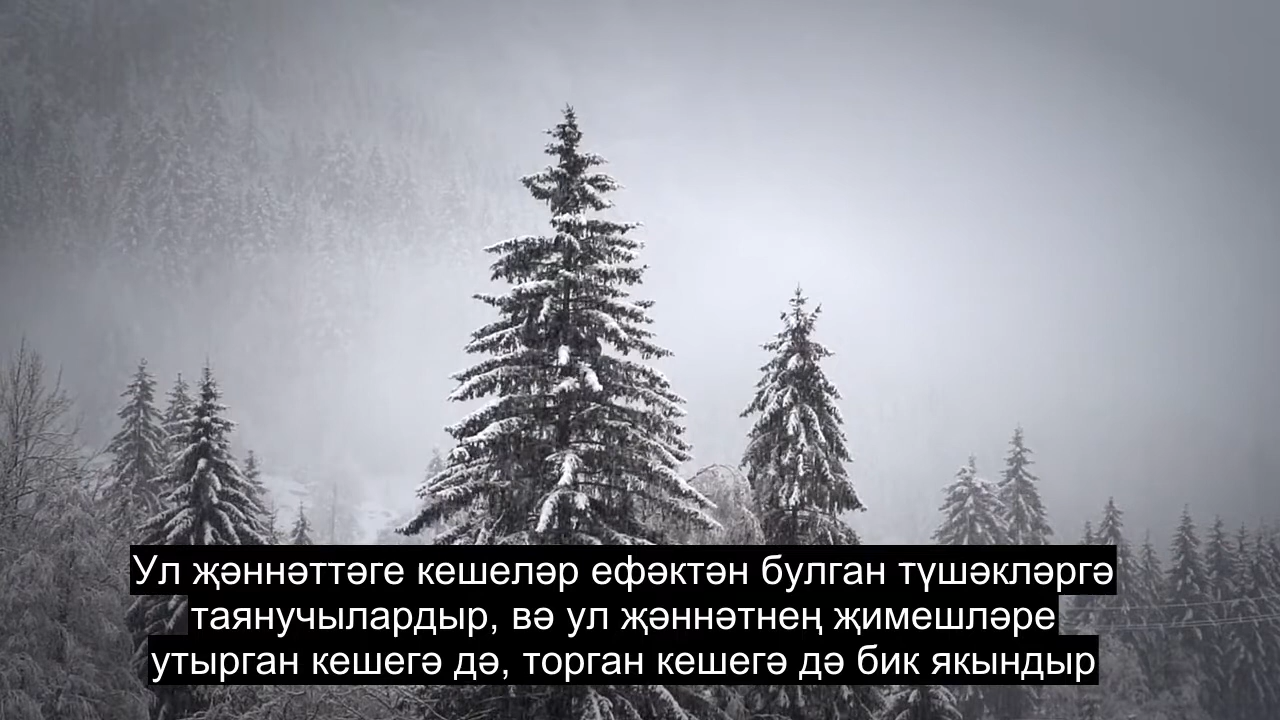 Ул җәннәттәге кешеләр ефәктән булган түшәкләргә
таянучылардыр, вә ул җәннәтнең җимешләре
утырган кешегә дә, торган кешегә дә бик якындыр